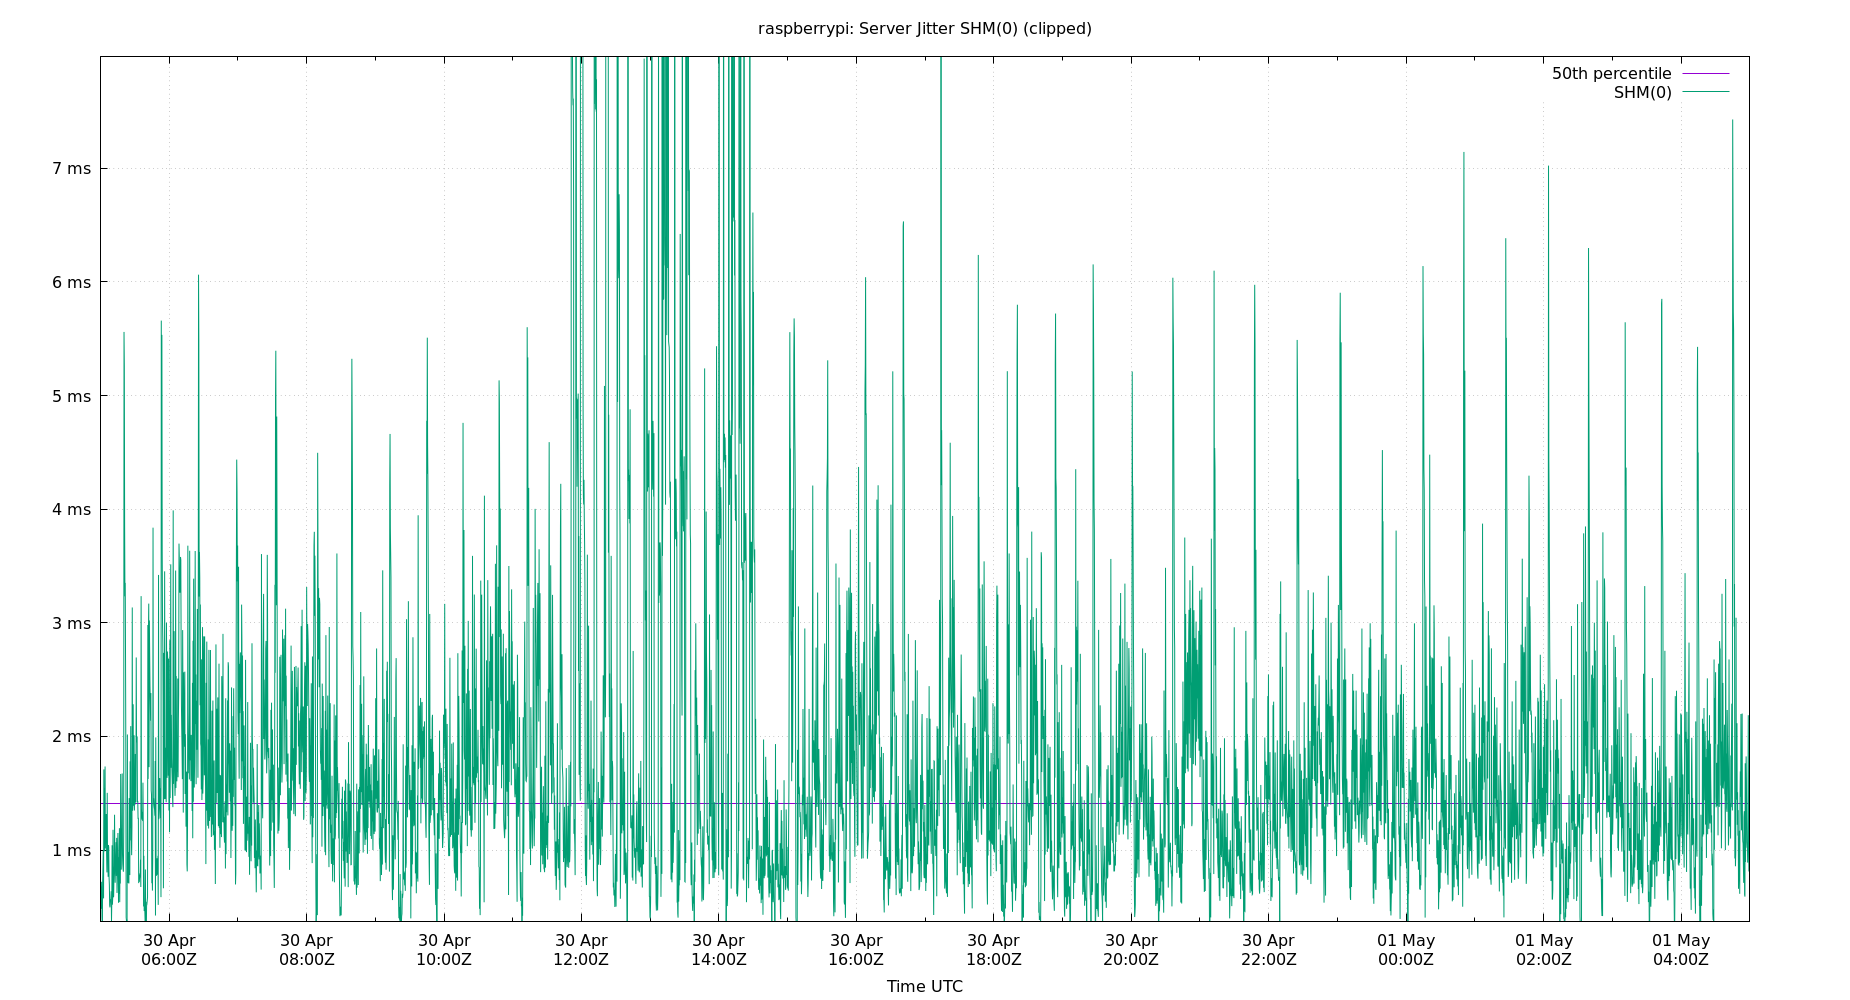 raspberrypi: Server Jitter SHM(0) (clipped)
50th percentile
SHM(0)
7 ms
6 ms
5 ms
4 ms
3 ms
2 ms
1 ms
30 Apr 30 Apr 30 Apr 30 Apr 30 Apr 30 Apr 30 Apr 30 Apr 30 Apr 01 May 01 May 01 May
06:00Z 08:00Z 10:00Z 12:00Z 14:00Z 16:00Z 18:00Z 20:00Z 22:00Z 00:00Z 02:00Z 04:00Z
Time UTC